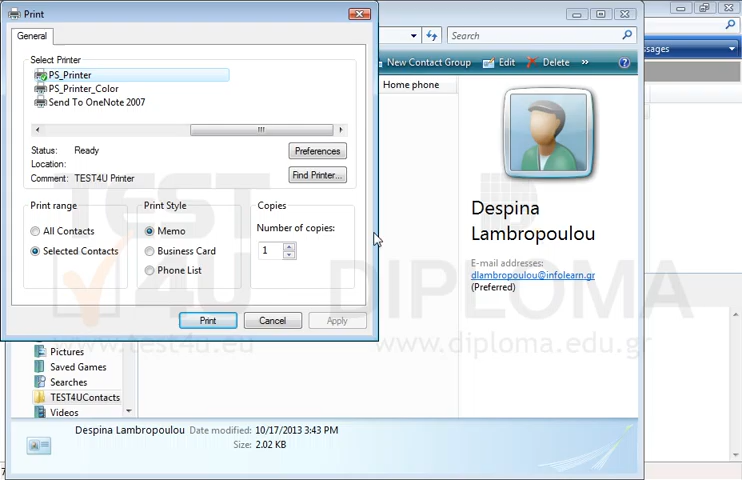 Print
General
Select Printer
PS_Printer
PS_Printer_Color
Send To OneNote 2007
Status: Ready
Location:
Comment: TEST4U Printer
Preferences
Find Printer...
Print range
All Contacts
Selected Contacts
Print Style
Memo
Business Card
Phone List
Copies
Number of copies:
1
Print
Cancel
Apply
Search
New Contact Group
Edit
Delete
»
Home phone
Despina
Lambropoulou
E-mail addresses:
dlambropoulou@infolearn.gr
(Preferred)
ssages
TEST
4U
DIPLOMA
www.test4u.eu
www.diploma.edu.gr
Pictures
Saved Games
Searches
TEST4UContacts
Videos
Despina Lambropoulou Date modified: 10/17/2013 3:43 PM
Size: 2.02 KB
7